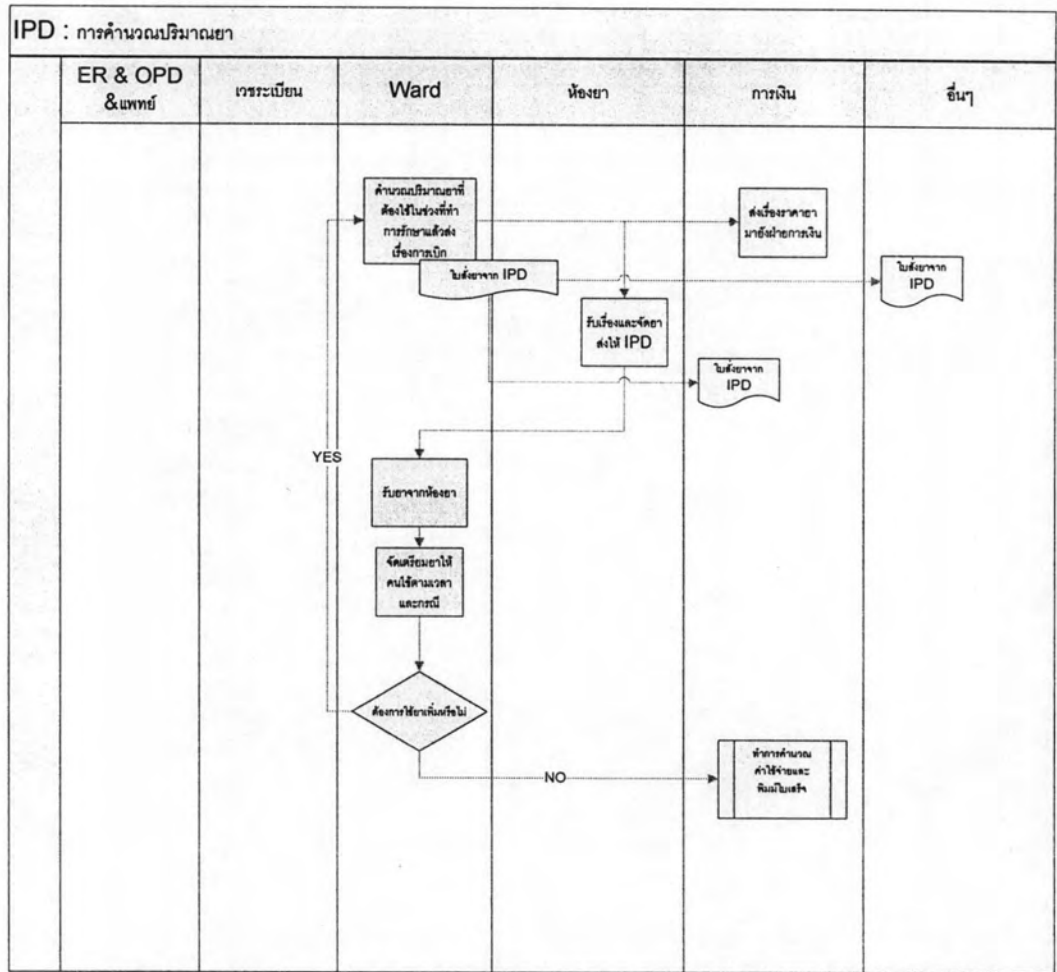 IPD : การคำนวณปริมาณยา
ER & OPD
&แพทย์
เวชระเบียน
Ward
ห้องยา
การเงิน
อื่นๆ
คำนวณปริมาณยาที่
ต้องใช้ในช่วงที่ทำ
การรักษาแล้วส่ง
เรื่องการเบิก
ส่งเรื่องราคายา
มายังฝ่ายการเงิน
ใบสั่งยาจาก IPD
ใบสั่งยาจาก
IPD
รับเรื่องและจัดยา
ส่งให้ IPD
ใบสั่งยาจาก
IPD
YES
รับยาจากห้องยา
จัดเตรียมยาให้
คนไข้ตามเวลา
และกรณี
ต้องการใช้ยาเพิ่มหรือไม่
NO
ทำการคำนวณ
ค่าใช้จ่ายและ
พิมพ์ใบเสร็จ